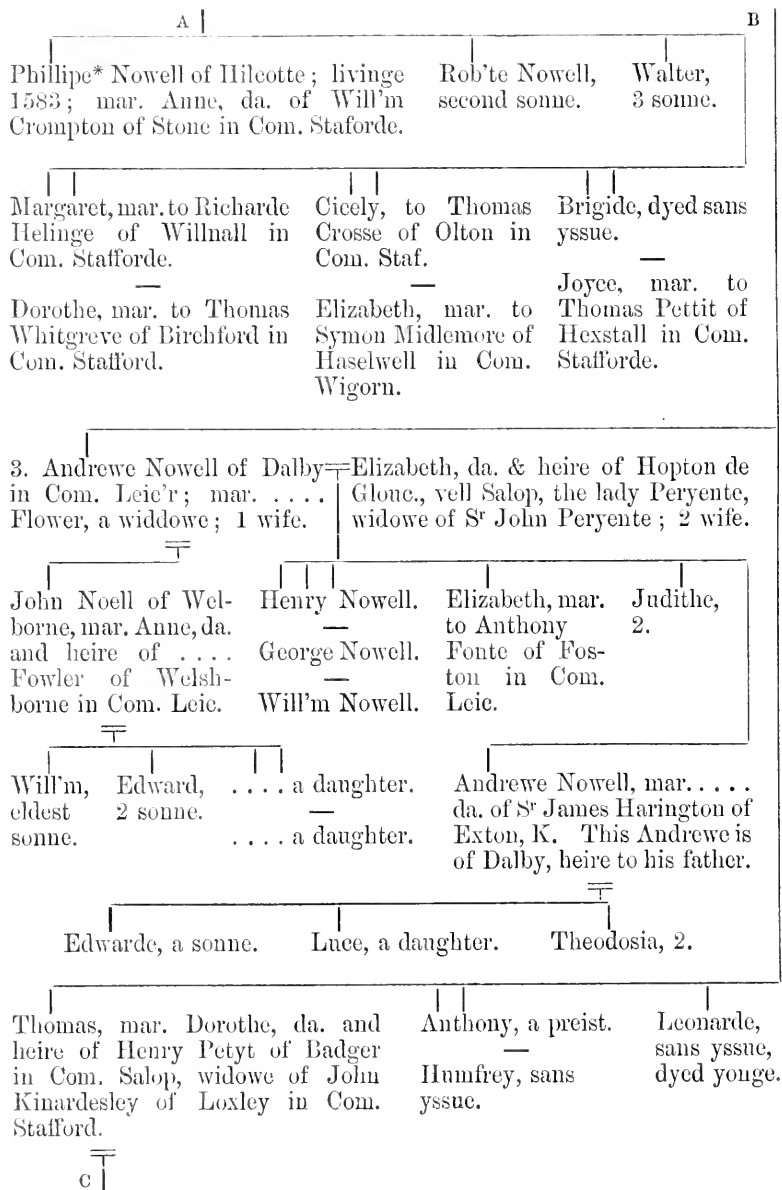 A B
Phillipe* Nowell of Hilcotte; livinge
1583; mar. Anne, da. of Will'm
Crompton of Stone in Com. Staforde.
Rob'te Nowell,
second sonne.
Walter,
3 sonne.
Margaret, mar. to Richarde
Helinge of Willnall in
Com. Stafforde.
—
Dorothe, mar. to Thomas
Whitgreve of Birchford in
Com. Stafford.
Cicely, to Thomas
Crosse of Olton in
Com. Staf.
—
Elizabeth, mar. to
Symon Midlemore of
Haselwell in Com.
Wigorn.
Brigide, dyed sans
yssue.
—
Joyce, mar. to
Thomas Pettit of
Hexstall in Com.
Stafforde.
3. Andrewe Nowell of Dalby
in Com. Leic'r; mar. . . . .
Flower, a widdowe; 1 wife.
Elizabeth, da. & heire of Hopton de
Glouc., vell Salop, the lady Peryente,
widowe of Sr John Peryente; 2 wife.
John Noell of Wel-
borne, mar. Anne, da.
and heire of . . . .
Fowler of Welsh-
borne in Com. Leic.
Henry Nowell.
—
George Nowell.
—
Will'm Nowell.
Elizabeth, mar.
to Anthony
Fonte of Fos-
ton in Com.
Leic.
Judithe,
2.
Will'm,
eldest
sonne.
Edward,
2 sonne.
. . . . a daughter.
—
. . . . a daughter.
Andrewe Nowell, mar. . . . .
da. of Sr James Harington of
Exton, K. This Andrewe is
of Dalby, heire to his father.
Edwarde, a sonne. Luce, a daughter. Theodosia, 2.
Thomas, mar. Dorothe, da. and
heire of Henry Petyt of Badger
in Com. Salop, widowe of John
Kinardesley of Loxley in Com.
Stafford.
Anthony, a preist.
—
Humfrey, sans
yssue.
Leonarde,
sans yssue,
dyed yonge.
C